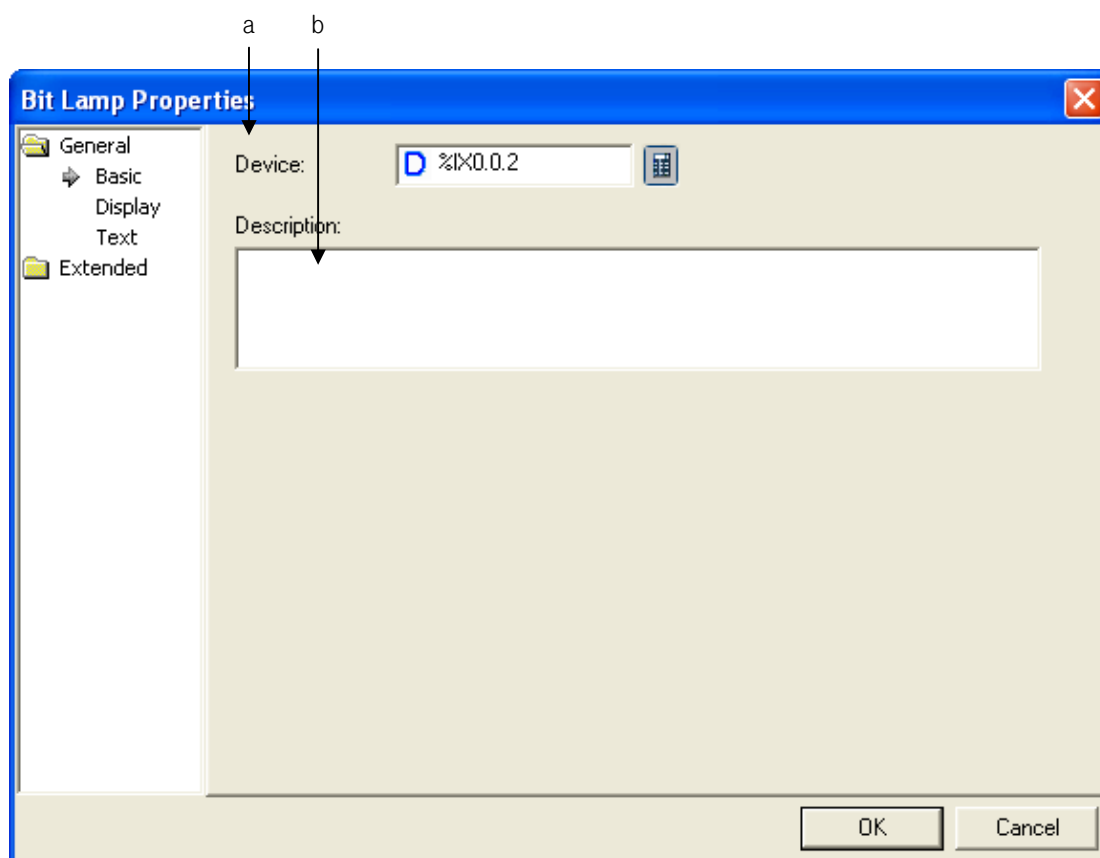 a b
Bit Lamp Properties
General
Basic
Display
Text
Extended
Device: D %IX0.0.2
Description:
OK Cancel